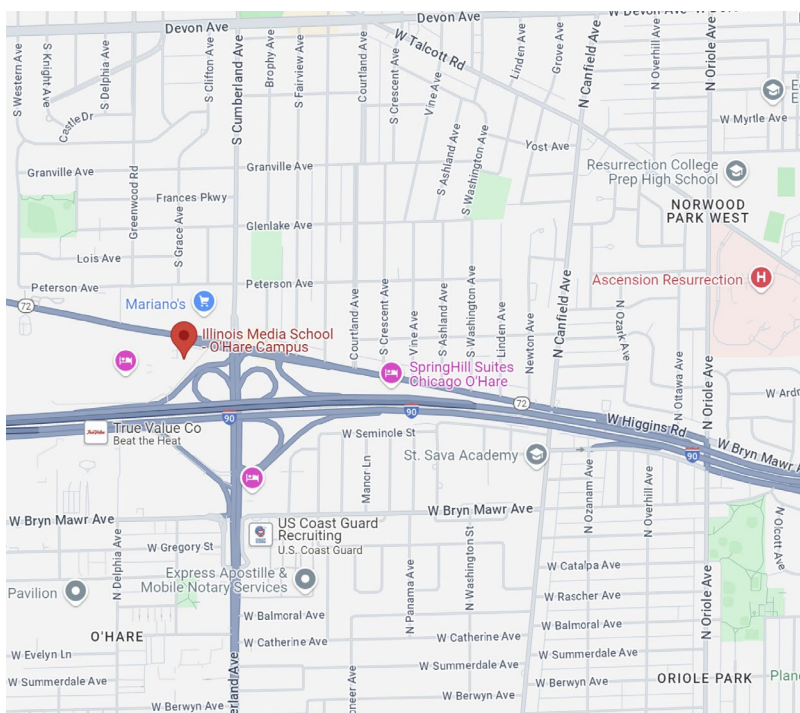 Devon Ave
Devon Ave
W Devon Ave
W Talcott Rd
S Western Ave
S Knight Ave
S Delphia Ave
S Clifton Ave
S Cumberland Ave
Brophy Ave
S Fairview Ave
Courtland Ave
S Crescent Ave
Vine Ave
Linden Ave
Grove Ave
N Canfield Ave
N Overhill Ave
N Oriole Ave
Castle Dr
W Myrtle Ave
S Ashland Ave
S Washington Ave
Yost Ave
Granville Ave
Granville Ave
Greenwood Rd
Frances Pkwy
S Grace Ave
Glenlake Ave
Resurrection College
Prep High School
NORWOOD
PARK WEST
Lois Ave
Peterson Ave
Peterson Ave
Ascension Resurrection
H
72
Mariano's
Illinois Media School
O'Hare Campus
Courtland Ave
S Crescent Ave
Vine Ave
S Ashland Ave
S Washington Ave
Linden Ave
Newton Ave
N Canfield Ave
N Ozark Ave
N Ottawa Ave
N Oriole Ave
SpringHill Suites
Chicago O'Hare
72
W Higgins Rd
90
90
90
W Bryn Mawr A
W Ard
True Value Co
Beat the Heat
W Seminole St
St. Sava Academy
Manor Ln
W Bryn Mawr Ave
W Bryn Mawr Ave
N Ozanam Ave
N Overhill Ave
N Olcott Ave
US Coast Guard
Recruiting
U.S. Coast Guard
W Gregory St
N Delphia Ave
Express Apostille &
Mobile Notary Services
Pavilion
N Panama Ave
N Washington St
W Catalpa Ave
W Rascher Ave
W Balmoral Ave
W Balmoral Ave
N Oriole Ave
O'HARE
W Catherine Ave
W Catherine Ave
W Evelyn Ln
W Summerdale Ave
W Summerdale Ave
W Summerdale Ave
W Berwyn Ave
W Berwyn Ave
erland Ave
oneer Ave
ORIOLE PARK
Plan